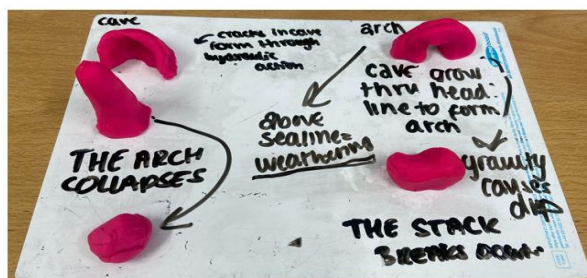 cave
cracks in cave
form through
hydraulic
action
arch
cave grow
thru head
line to form
arch
above
sealine =
weathering
THE ARCH
COLLAPSES
gravity
causes
THE STACK
BREAKS DOWN